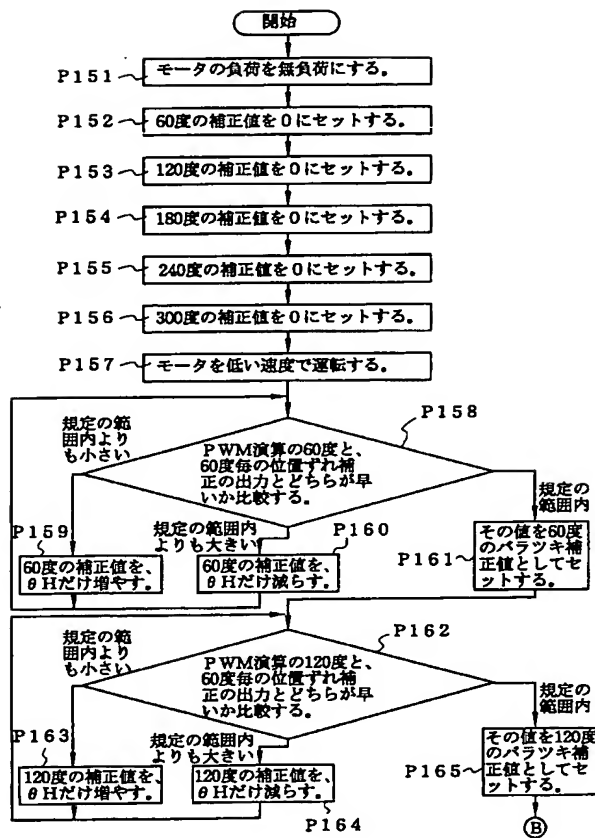 開始
P151
モータの負荷を無負荷にする。
P152
60度の補正値を0にセットする。
P153
120度の補正値を0にセットする。
P154
180度の補正値を0にセットする。
P155
240度の補正値を0にセットする。
P156
300度の補正値を0にセットする。
P157
モータを低い速度で運転する。
P158
規定の範
囲内より
も小さい
PWM演算の60度と、
60度毎の位置ずれ補
正の出力とどちらが早
いか比較する。
規定の
範囲内
P159
規定の範囲内
よりも大きい
P160
60度の補正値を、
θHだけ増やす。
60度の補正値を、
θHだけ減らす。
P161
その値を60度
のバラツキ補
正値としてセ
ットする。
P162
規定の範
囲内より
も小さい
PWM演算の120度と、
60度毎の位置ずれ補
正の出力とどちらが早
いか比較する。
規定の
範囲内
P163
規定の範囲内
よりも大きい
120度の補正値を、
θHだけ増やす。
120度の補正値を、
θHだけ減らす。
P164
P165
その値を120度
のバラツキ補
正値としてセ
ットする。
B